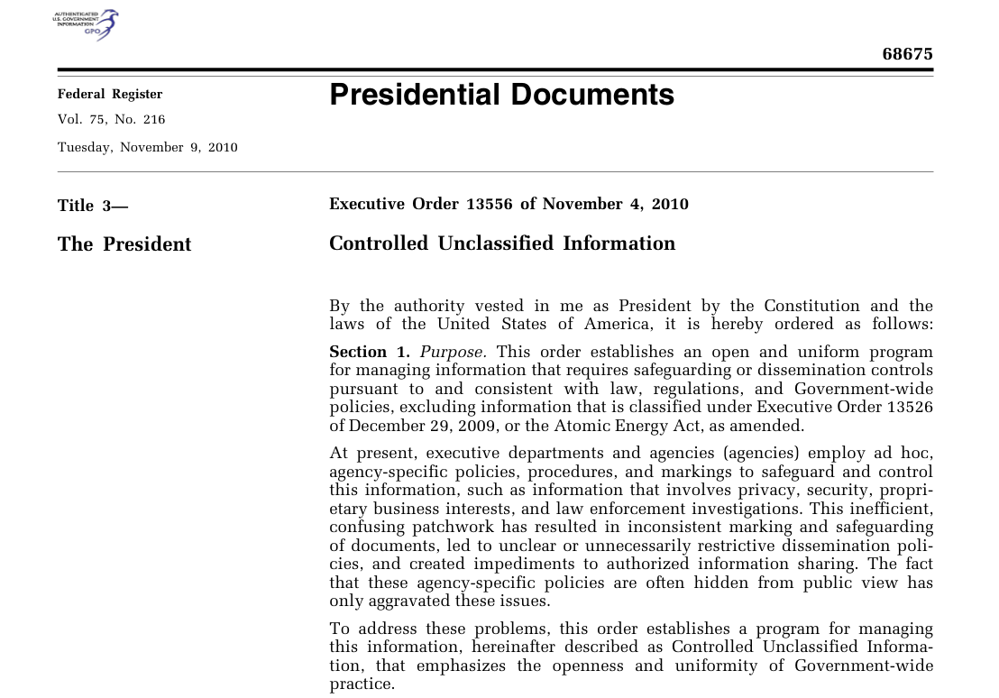 AUTHENTICATED
U.S. GOVERNMENT
INFORMATION
GPO
68675
Federal Register
Vol. 75, No. 216
Tuesday, November 9, 2010
Presidential Documents
Title 3—
The President
Executive Order 13556 of November 4, 2010
Controlled Unclassified Information
By the authority vested in me as President by the Constitution and the
laws of the United States of America, it is hereby ordered as follows:
Section 1. Purpose. This order establishes an open and uniform program
for managing information that requires safeguarding or dissemination controls
pursuant to and consistent with law, regulations, and Government-wide
policies, excluding information that is classified under Executive Order 13526
of December 29, 2009, or the Atomic Energy Act, as amended.
At present, executive departments and agencies (agencies) employ ad hoc,
agency-specific policies, procedures, and markings to safeguard and control
this information, such as information that involves privacy, security, propri-
etary business interests, and law enforcement investigations. This inefficient,
confusing patchwork has resulted in inconsistent marking and safeguarding
of documents, led to unclear or unnecessarily restrictive dissemination poli-
cies, and created impediments to authorized information sharing. The fact
that these agency-specific policies are often hidden from public view has
only aggravated these issues.
To address these problems, this order establishes a program for managing
this information, hereinafter described as Controlled Unclassified Informa-
tion, that emphasizes the openness and uniformity of Government-wide
practice.